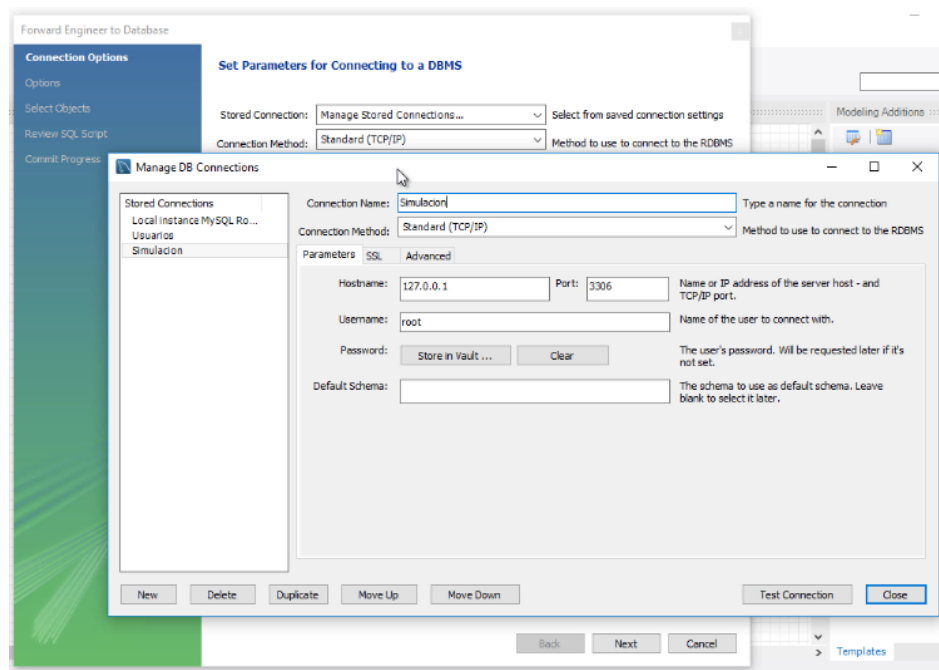 Forward Engineer to Database
Connection Options
Options
Select Objects
Review SQL Script
Commit Progress
Set Parameters for Connecting to a DBMS
Stored Connection: Manage Stored Connections... Select from saved connection settings
Connection Method: Standard (TCP/IP) Method to use to connect to the RDBMS
Modeling Additions
Manage DB Connections
Stored Connections
Local instance MySQL Ro...
Usuarios
Simulacion
Connection Name: Simulacion Type a name for the connection
Connection Method: Standard (TCP/IP) Method to use to connect to the RDBMS
Parameters SSL Advanced
Hostname: 127.0.0.1 Port: 3306 Name or IP address of the server host - and
TCP/IP port.
Username: root Name of the user to connect with.
Password: Store in Vault ... Clear The user's password. Will be requested later if it's
not set.
Default Schema: The schema to use as default schema. Leave
blank to select it later.
New Delete Duplicate Move Up Move Down Test Connection Close
Back Next Cancel
Templates